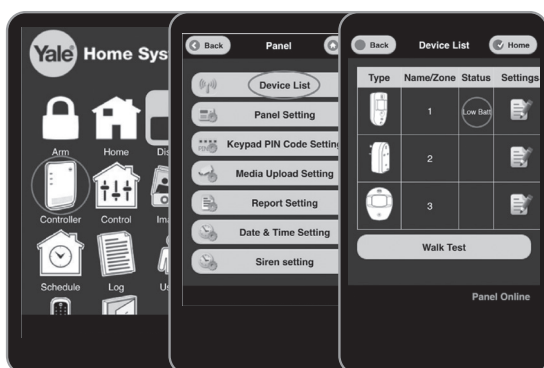 Yale Home Sys
Arm Home Dis
Controller Control Ima
Schedule Log Us
Back Panel
Device List
Panel Setting
Keypad PIN Code Setting
Media Upload Setting
Report Setting
Date & Time Setting
Siren setting
Back Device List Home
Type Name/Zone Status Settings
1 Low Batt
2
3
Walk Test
Panel Online